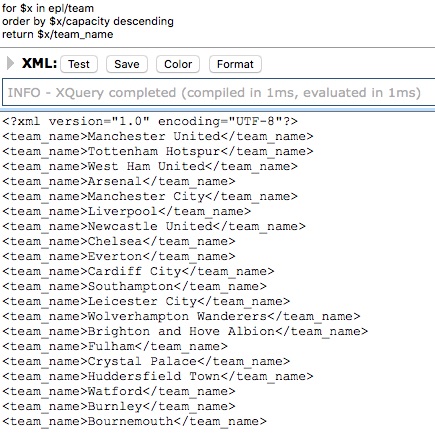 for $x in epl/team
order by $x/capacity descending
return $x/team_name
XML: Test Save Color Format
INFO - XQuery completed (compiled in 1ms, evaluated in 1ms)
<?xml version="1.0" encoding="UTF-8"?>
<team_name>Manchester United</team_name>
<team_name>Tottenham Hotspur</team_name>
<team_name>West Ham United</team_name>
<team_name>Arsenal</team_name>
<team_name>Manchester City</team_name>
<team_name>Liverpool</team_name>
<team_name>Newcastle United</team_name>
<team_name>Chelsea</team_name>
<team_name>Everton</team_name>
<team_name>Cardiff City</team_name>
<team_name>Southampton</team_name>
<team_name>Leicester City</team_name>
<team_name>Wolverhampton Wanderers</team_name>
<team_name>Brighton and Hove Albion</team_name>
<team_name>Fulham</team_name>
<team_name>Crystal Palace</team_name>
<team_name>Huddersfield Town</team_name>
<team_name>Watford</team_name>
<team_name>Burnley</team_name>
<team_name>Bournemouth</team_name>